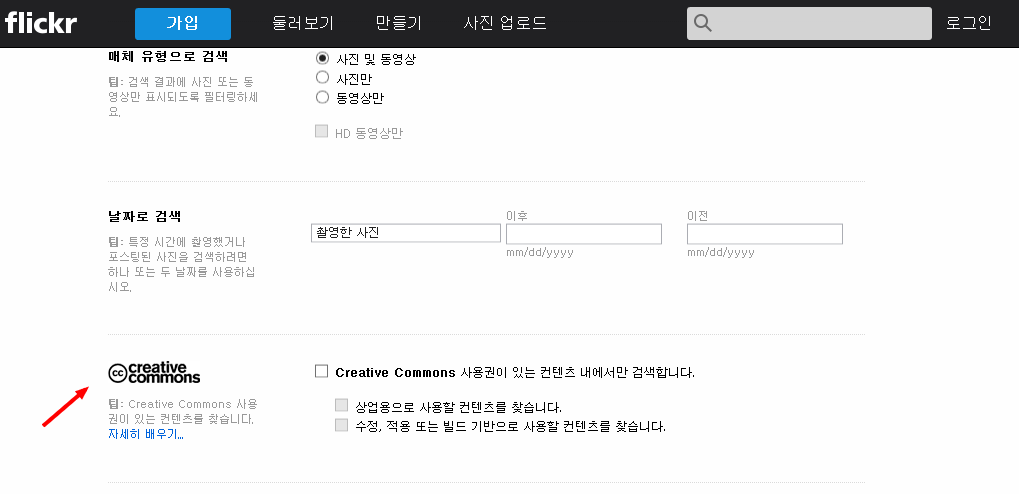 flickr 가입 둘러보기 만들기 사진 업로드 로그인
매체 유형으로 검색
팁: 검색 결과에 사진 또는 동
영상만 표시되도록 필터링하세
요.
사진 및 동영상
사진만
동영상만
HD 동영상만
날짜로 검색
팁: 특정 시간에 촬영했거나
포스팅된 사진을 검색하려면
하나 또는 두 날짜를 사용하십
시오.
촬영한 사진
이후
mm/dd/yyyy
이전
mm/dd/yyyy
cc creative
commons
팁: Creative Commons 사용
권이 있는 컨텐츠를 찾습니다.
자세히 배우기...
Creative Commons 사용권이 있는 컨텐츠 내에서만 검색합니다.
상업용으로 사용할 컨텐츠를 찾습니다.
수정, 적용 또는 빌드 기반으로 사용할 컨텐츠를 찾습니다.